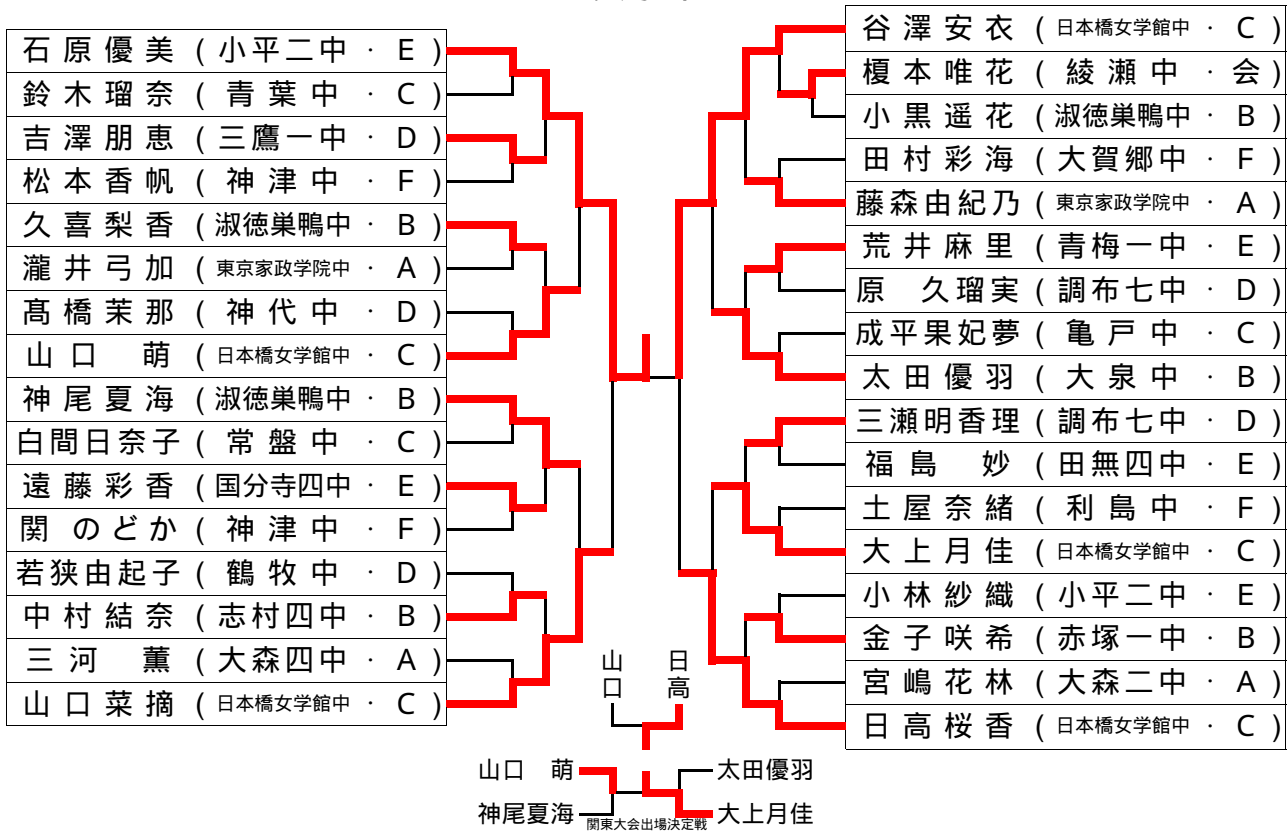 石原優美 ( 小平二中 ・ E )
鈴木瑠奈 ( 青葉中 ・ C )
吉澤朋恵 ( 三鷹一中 ・ D )
松本香帆 ( 神津中 ・ F )
久喜梨香 ( 淑徳巣鴨中 ・ B )
瀧井弓加 ( 東京家政学院中 ・ A )
髙橋茉那 ( 神代中 ・ D )
山口 萌 ( 日本橋女学館中 ・ C )
神尾夏海 ( 淑徳巣鴨中 ・ B )
白間日奈子 ( 常盤中 ・ C )
遠藤彩香 ( 国分寺四中 ・ E )
関 のどか ( 神津中 ・ F )
若狭由起子 ( 鶴牧中 ・ D )
中村結奈 ( 志村四中 ・ B )
三河 薫 ( 大森四中 ・ A )
山口菜摘 ( 日本橋女学館中 ・ C )
谷澤安衣 ( 日本橋女学館中 ・ C )
榎本唯花 ( 綾瀬中 ・ 会 )
小黒遥花 ( 淑徳巣鴨中 ・ B )
田村彩海 ( 大賀郷中 ・ F )
藤森由紀乃 ( 東京家政学院中 ・ A )
荒井麻里 ( 青梅一中 ・ E )
原 久瑠実 ( 調布七中 ・ D )
成平果妃夢 ( 亀戸中 ・ C )
太田優羽 ( 大泉中 ・ B )
三瀬明香理 ( 調布七中 ・ D )
福島 妙 ( 田無四中 ・ E )
土屋奈緒 ( 利島中 ・ F )
大上月佳 ( 日本橋女学館中 ・ C )
小林紗織 ( 小平二中 ・ E )
金子咲希 ( 赤塚一中 ・ B )
宮嶋花林 ( 大森二中 ・ A )
日高桜香 ( 日本橋女学館中 ・ C )
山口
日高
山口 萌
太田優羽
神尾夏海
大上月佳
関東大会出場決定戦